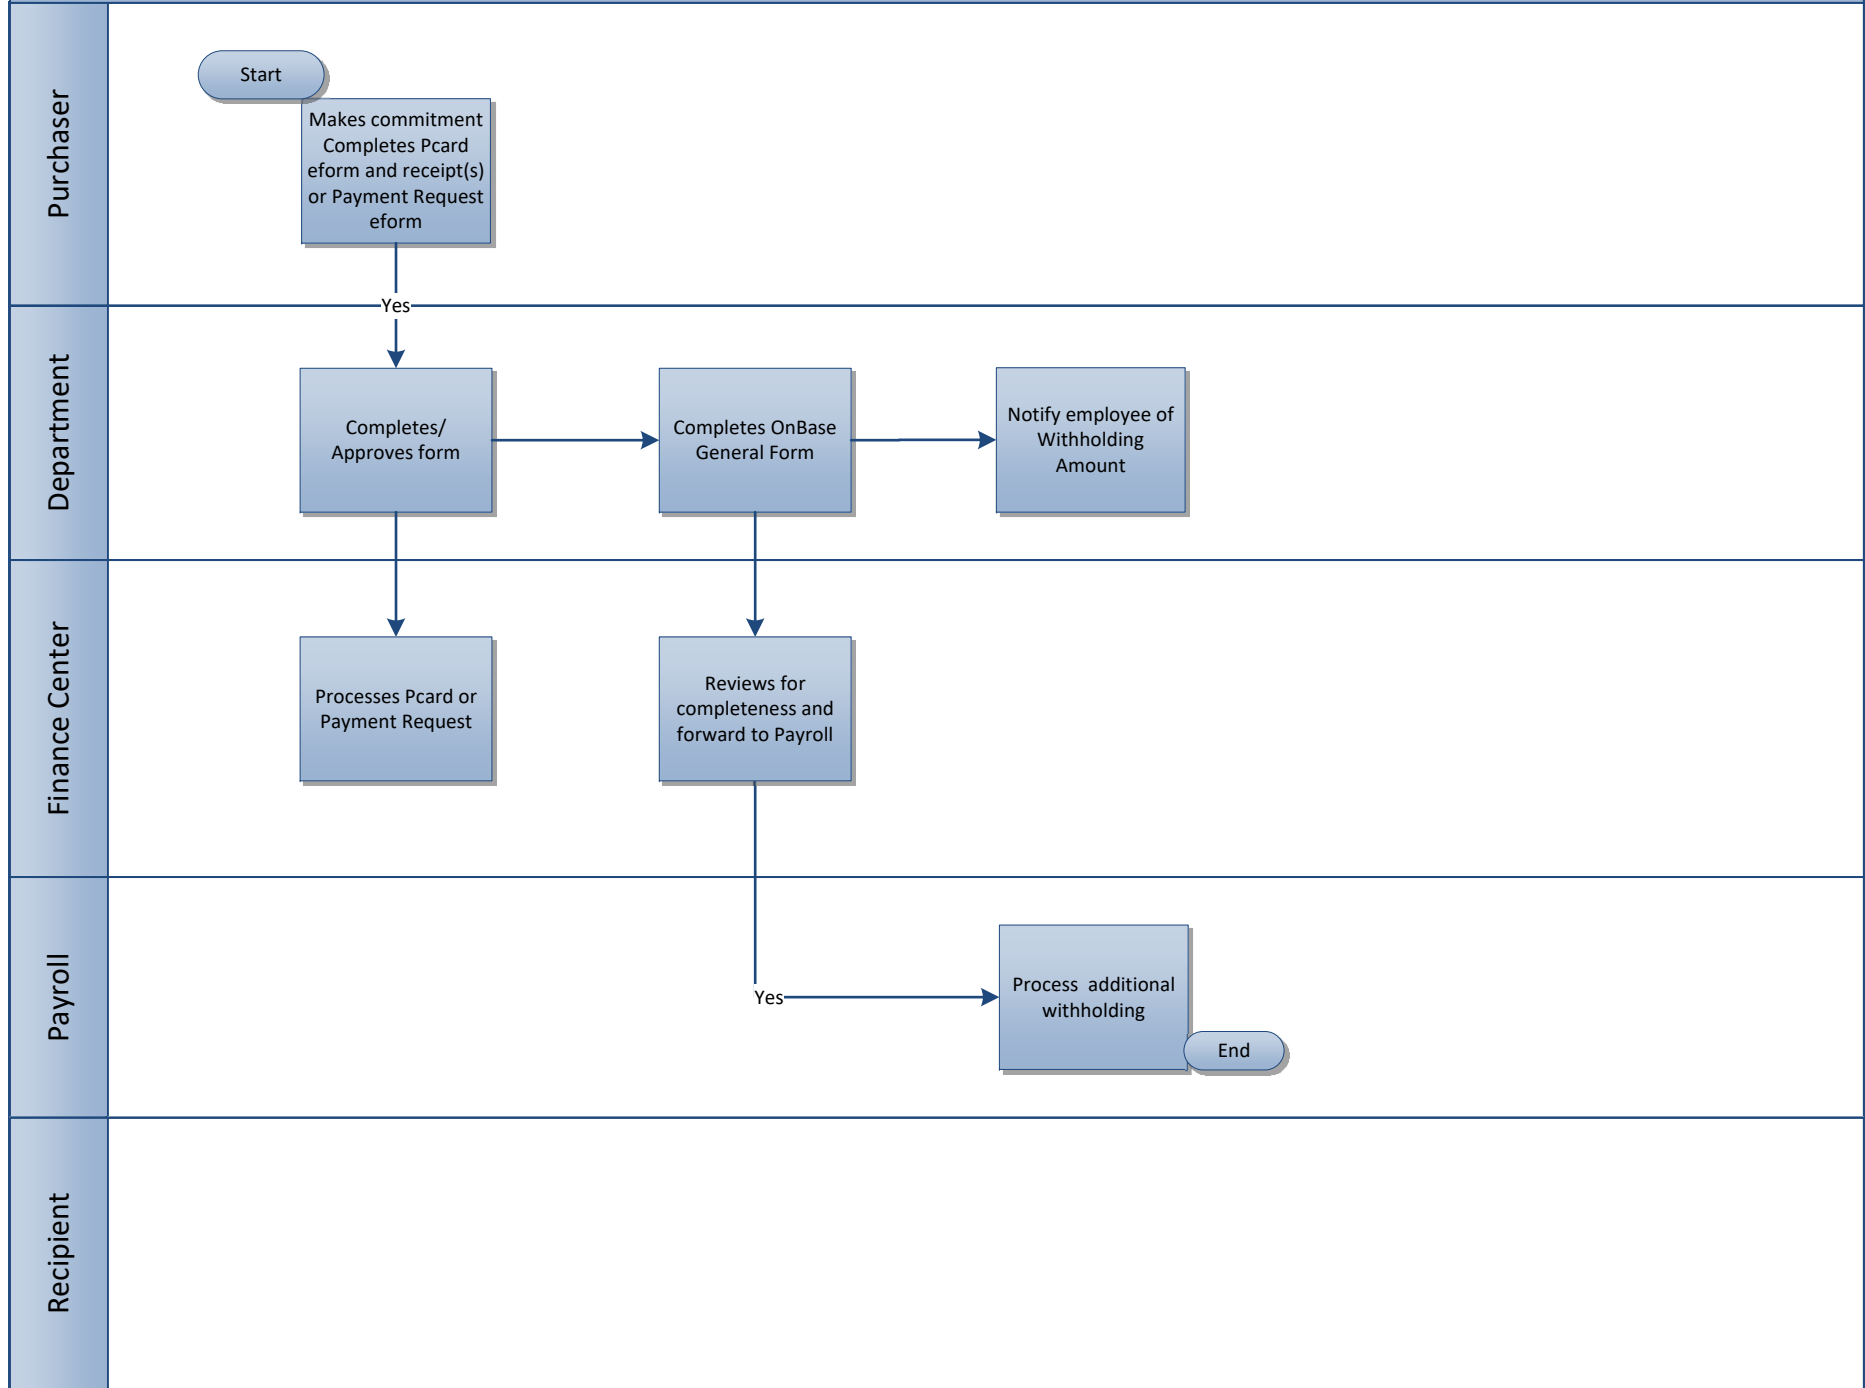 Purchaser
Start
Makes commitment
Completes Pcard
eform and receipt(s)
or Payment Request
eform
Yes
Department
Completes/
Approves form
Completes OnBase
General Form
Notify employee of
Withholding
Amount
Finance Center
Processes Pcard or
Payment Request
Reviews for
completeness and
forward to Payroll
Payroll
Yes
Process  additional
withholding
End
Recipient